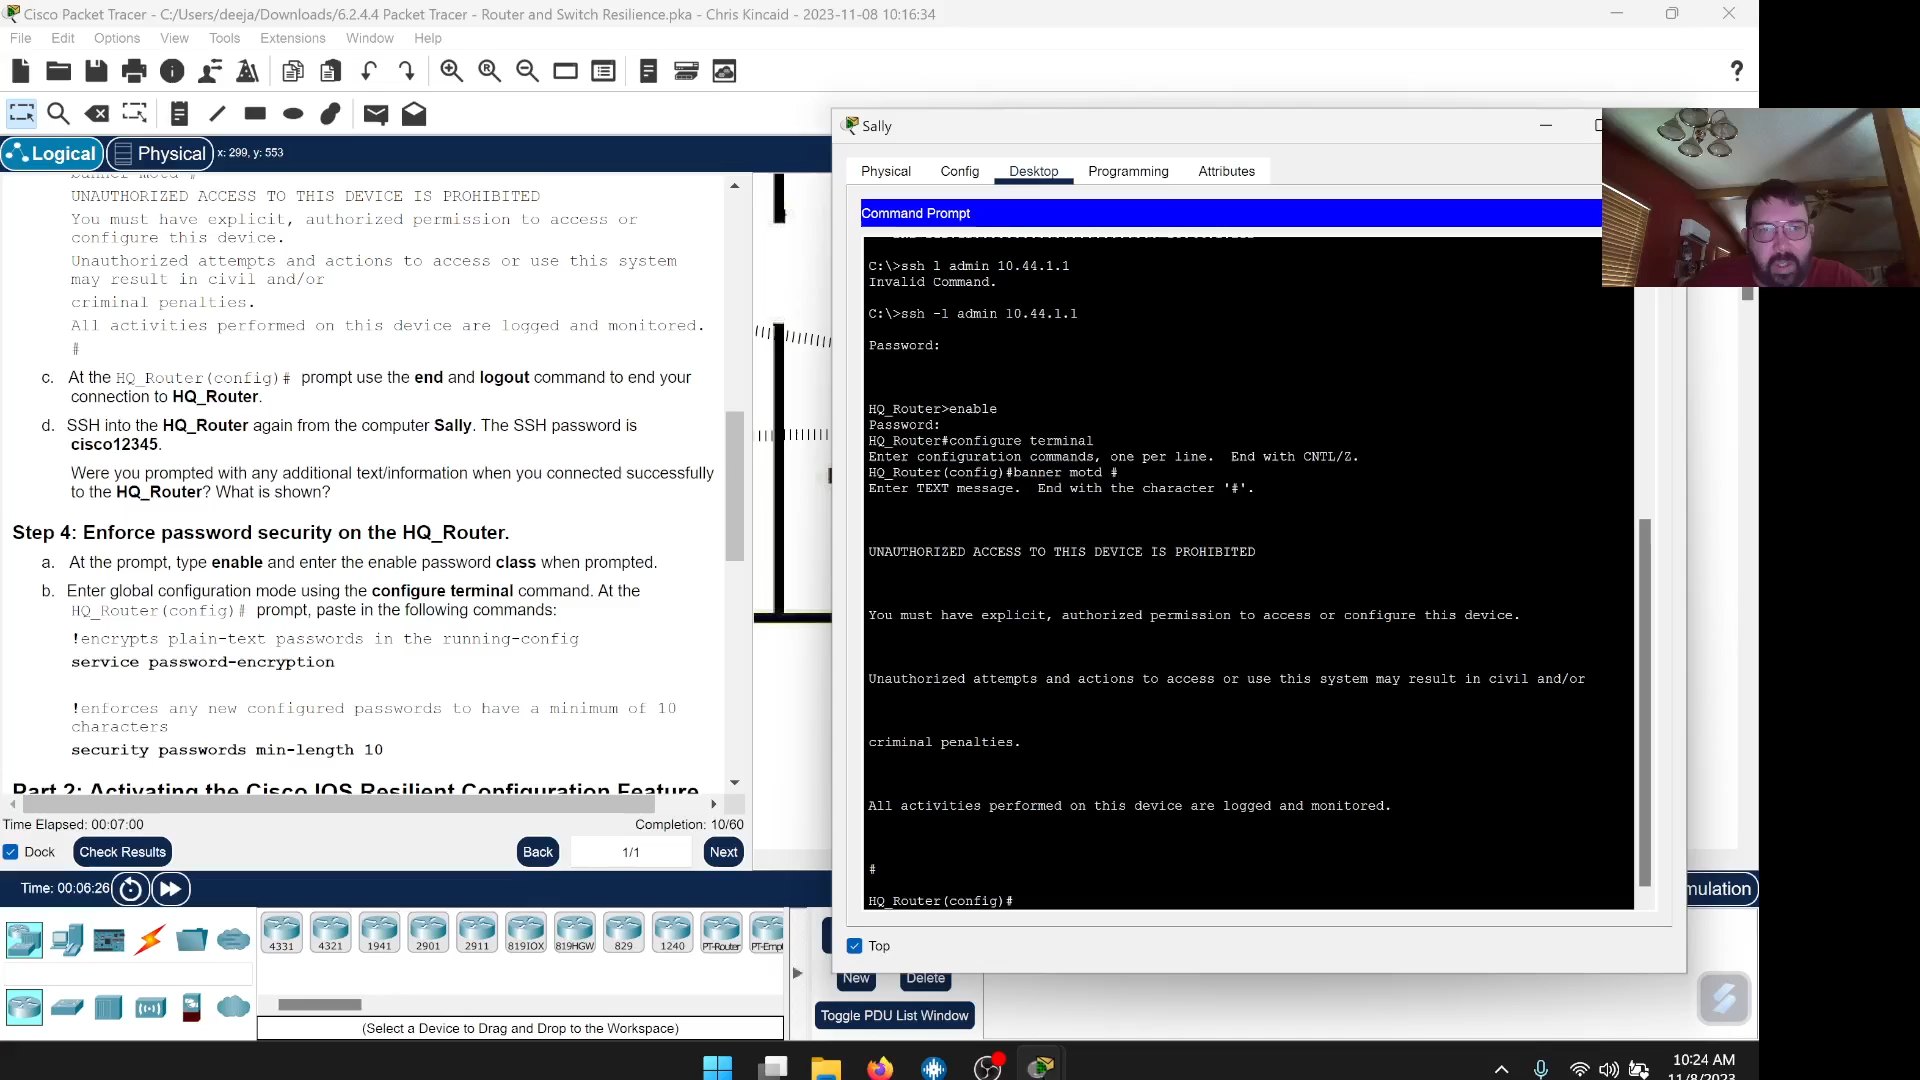 Cisco Packet Tracer - C:/Users/deeja/Downloads/6.2.4.4 Packet Tracer - Router and Switch Resilience.pka - Chris Kincaid - 2023-11-08 10:16:34
File Edit Options View Tools Extensions Window Help
?
Logical Physical x: 299, y: 553
banner motd #
UNAUTHORIZED ACCESS TO THIS DEVICE IS PROHIBITED
You must have explicit, authorized permission to access or
configure this device.
Unauthorized attempts and actions to access or use this system
may result in civil and/or
criminal penalties.
All activities performed on this device are logged and monitored.
#
c. At the HQ_Router(config)# prompt use the end and logout command to end your
connection to HQ_Router.
d. SSH into the HQ_Router again from the computer Sally. The SSH password is
cisco12345.
Were you prompted with any additional text/information when you connected successfully
to the HQ_Router? What is shown?
Step 4: Enforce password security on the HQ_Router.
a. At the prompt, type enable and enter the enable password class when prompted.
b. Enter global configuration mode using the configure terminal command. At the
HQ_Router(config)# prompt, paste in the following commands:
!encrypts plain-text passwords in the running-config
service password-encryption
!enforces any new configured passwords to have a minimum of 10
characters
security passwords min-length 10
Part 2: Activating the Cisco IOS Resilient Configuration Feature
Time Elapsed: 00:07:00 Completion: 10/60
Dock Check Results Back 1/1 Next
Time: 00:06:26
4331 4321 1941 2901 2911 819IOX 819HGW 829 1240 PT-Router PT-Empt
(Select a Device to Drag and Drop to the Workspace)
Sally
Physical Config Desktop Programming Attributes
Command Prompt
C:\>ssh l admin 10.44.1.1
Invalid Command.
C:\>ssh -l admin 10.44.1.1
Password:
HQ_Router>enable
Password:
HQ_Router#configure terminal
Enter configuration commands, one per line. End with CNTL/Z.
HQ_Router(config)#banner motd #
Enter TEXT message. End with the character '#'.
UNAUTHORIZED ACCESS TO THIS DEVICE IS PROHIBITED
You must have explicit, authorized permission to access or configure this device.
Unauthorized attempts and actions to access or use this system may result in civil and/or
criminal penalties.
All activities performed on this device are logged and monitored.
#
HQ_Router(config)#
Top
mulation
New Delete
Toggle PDU List Window
10:24 AM
11/8/2023